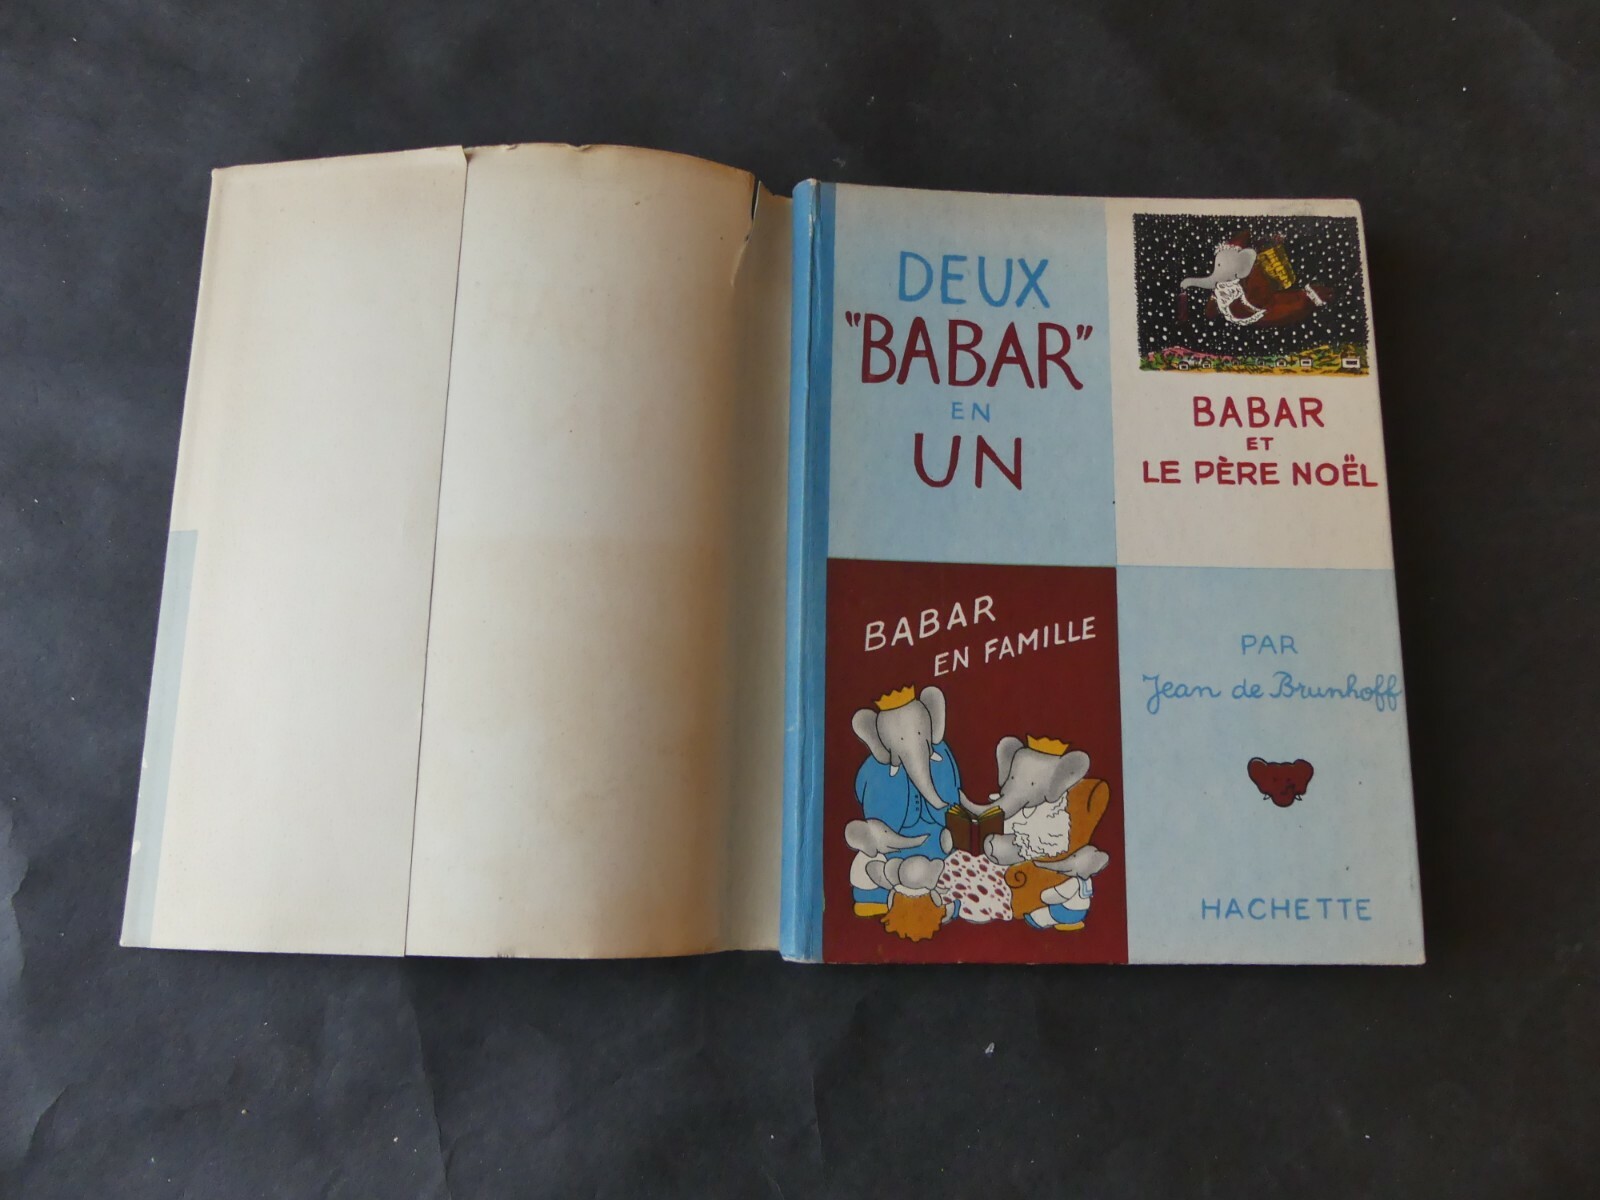 DEUX
"BABAR"
EN
UN
BABAR
ET
LE PÈRE NOËL
BABAR
EN FAMILLE
PAR
Jean de Brunhoff
HACHETTE